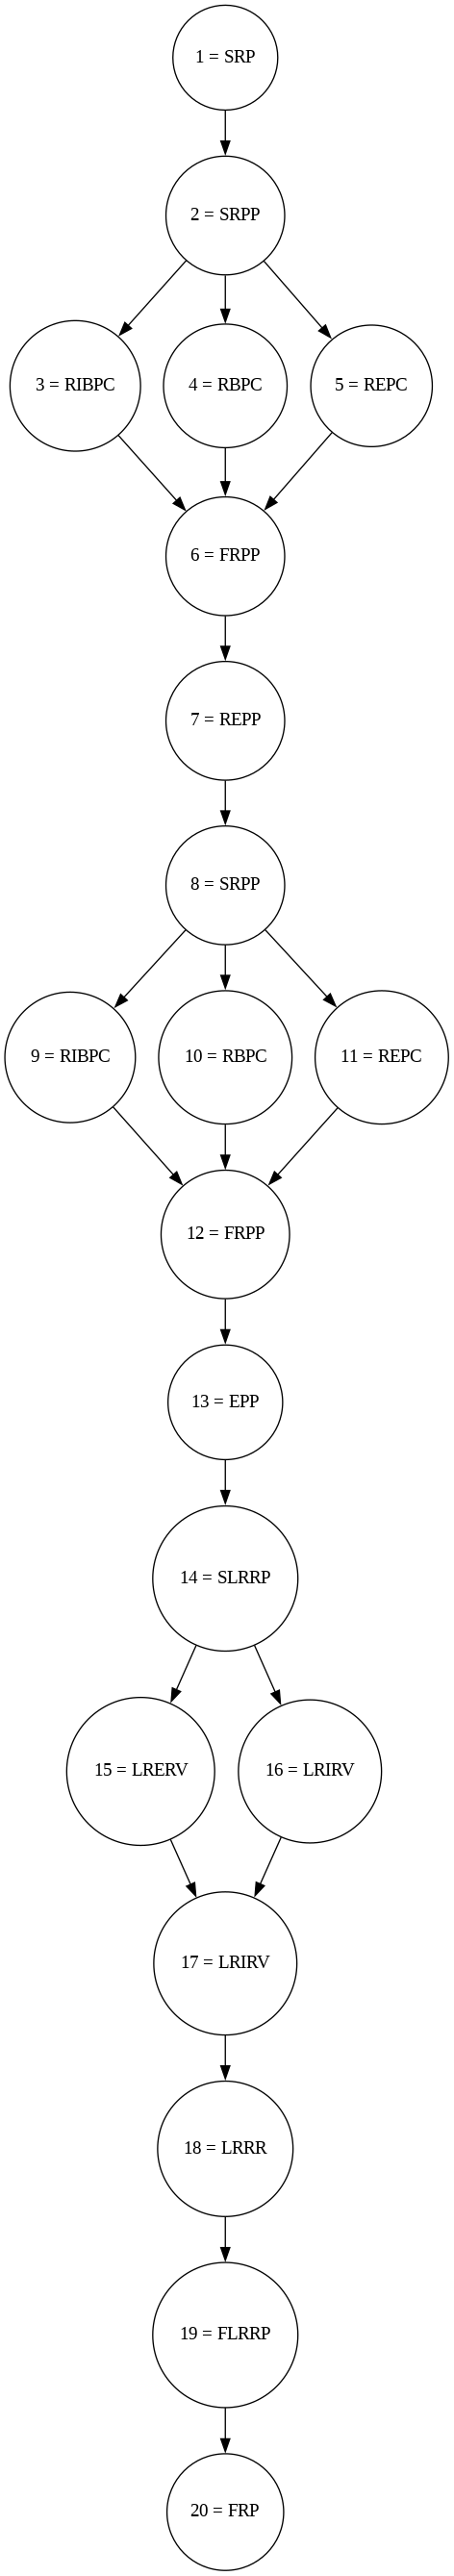 1 = SRP
2 = SRPP
3 = RIBPC
4 = RBPC
5 = REPC
6 = FRPP
7 = REPP
8 = SRPP
9 = RIBPC
10 = RBPC
11 = REPC
12 = FRPP
13 = EPP
14 = SLRRP
15 = LRERV
16 = LRIRV
17 = LRIRV
18 = LRRR
19 = FLRRP
20 = FRP